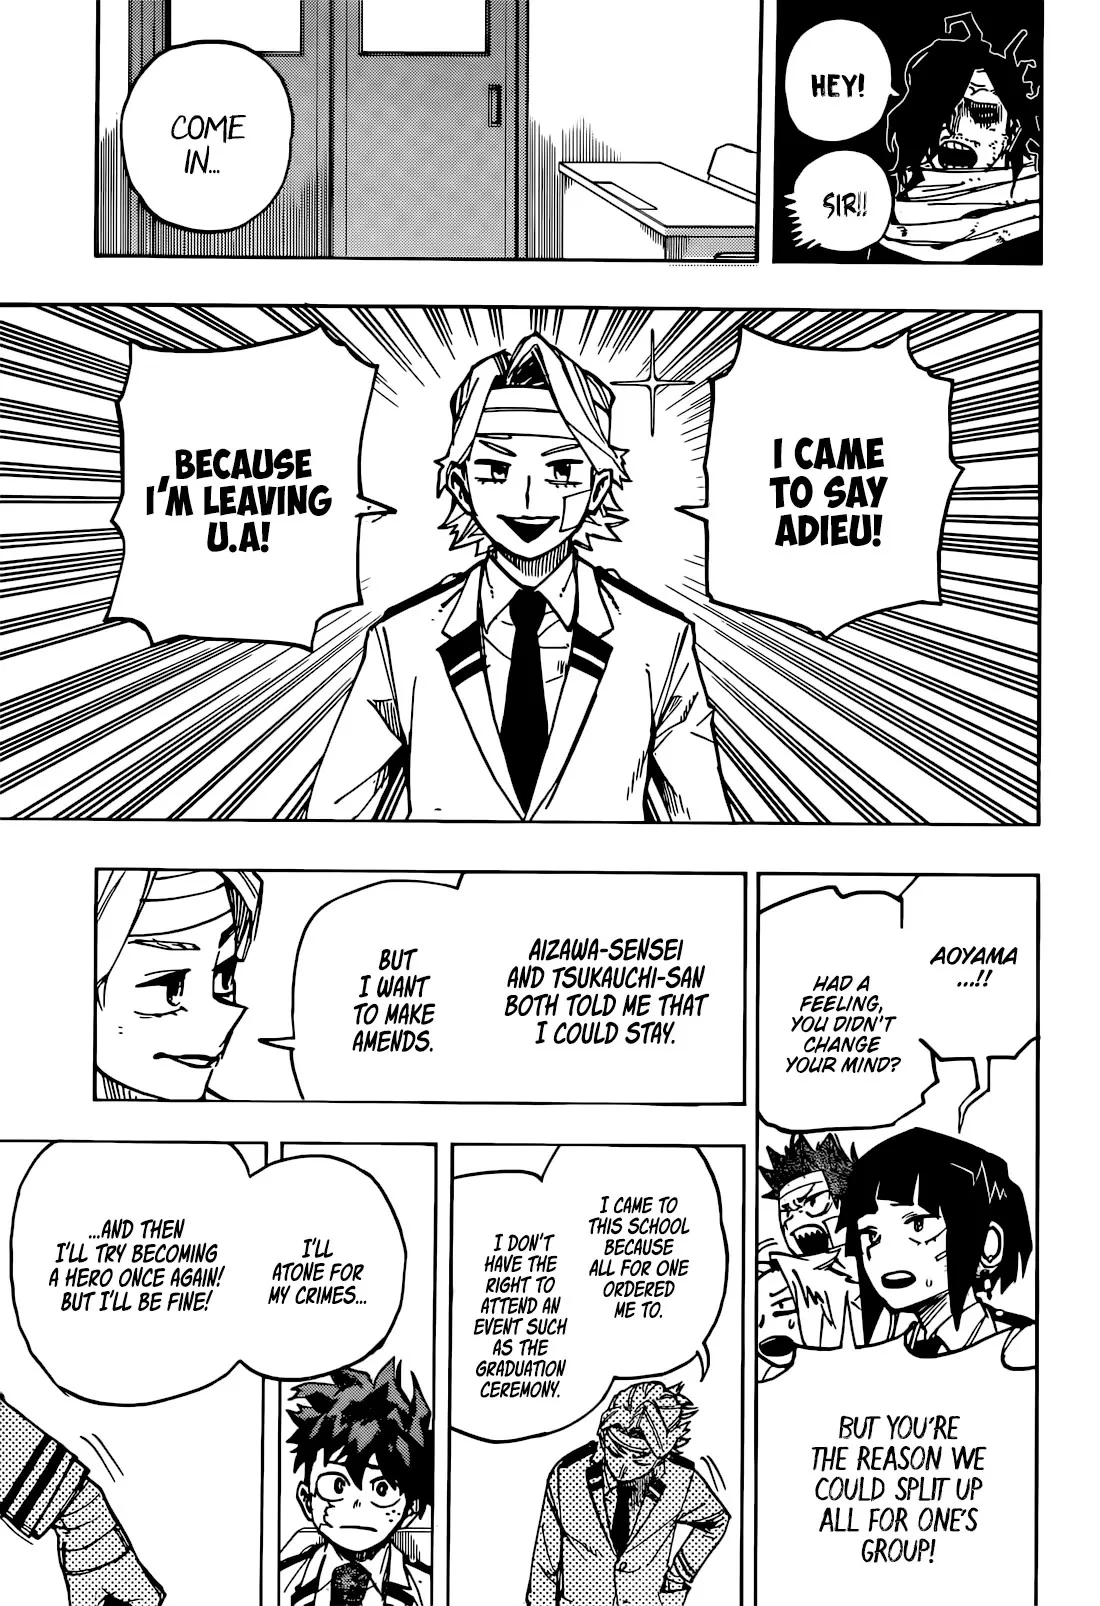 HEY!
SIR!!
COME
IN...
I CAME
TO SAY
ADIEU!
BECAUSE
I'M LEAVING
U.A!
AOYAMA
...!!
HAD A
FEELING,
YOU DIDN'T
CHANGE
YOUR MIND?
AIZAWA-SENSEI
AND TSUKAUCHI-SAN
BOTH TOLD ME THAT
I COULD STAY.
BUT
I WANT
TO MAKE
AMENDS.
BUT YOU'RE
THE REASON WE
COULD SPLIT UP
ALL FOR ONE'S
GROUP!
I CAME TO
THIS SCHOOL
BECAUSE
ALL FOR ONE
ORDERED
ME TO.
I DON'T
HAVE THE
RIGHT TO
ATTEND AN
EVENT SUCH
AS THE
GRADUATION
CEREMONY.
I'LL
ATONE FOR
MY CRIMES...
...AND THEN
I'LL TRY BECOMING
A HERO ONCE AGAIN!
BUT I'LL BE FINE!